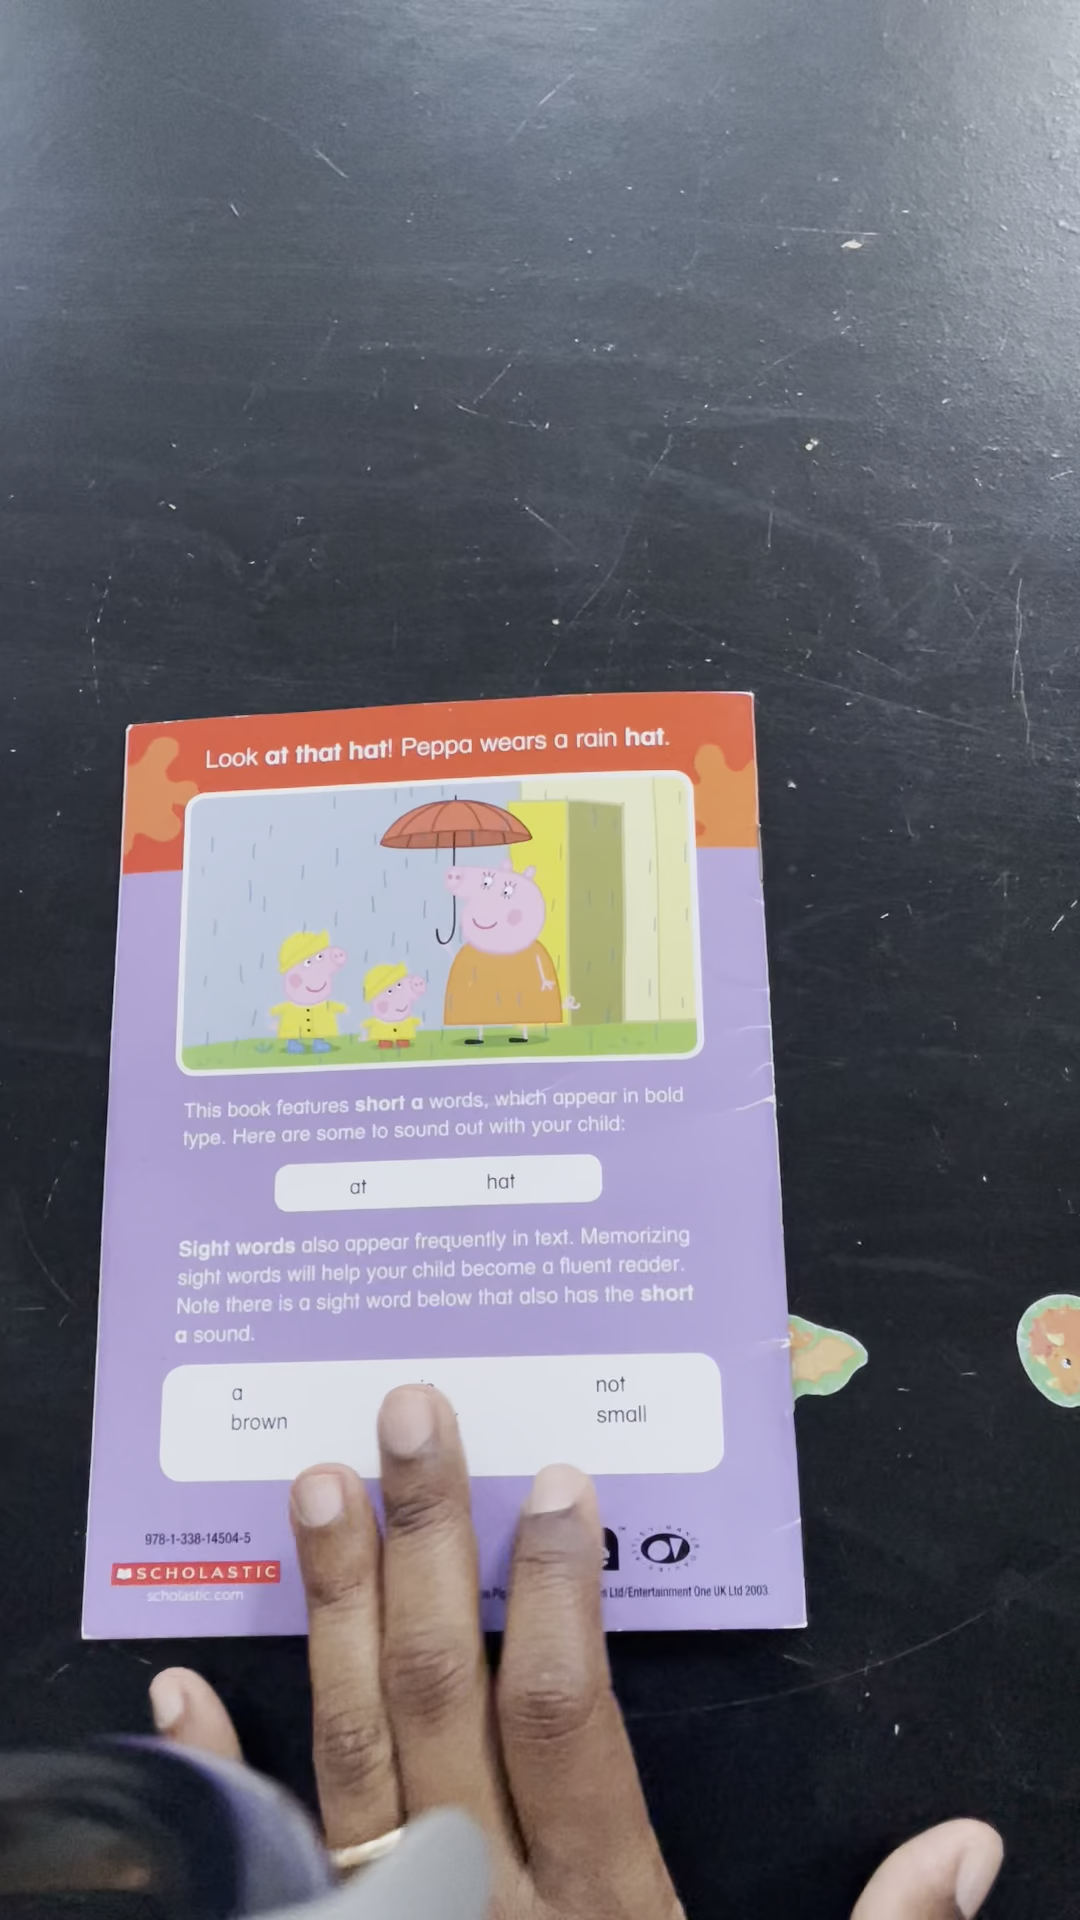 Look at that hat! Peppa wears a rain hat.
This book features short a words, which appear in bold
type. Here are some to sound out with your child:
at hat
Sight words also appear frequently in text. Memorizing
sight words will help your child become a fluent reader.
Note there is a sight word below that also has the short
a sound.
a not
brown small
978-1-338-14504-5
SCHOLASTIC
scholastic.com
Ltd/Entertainment One UK Ltd 2003.